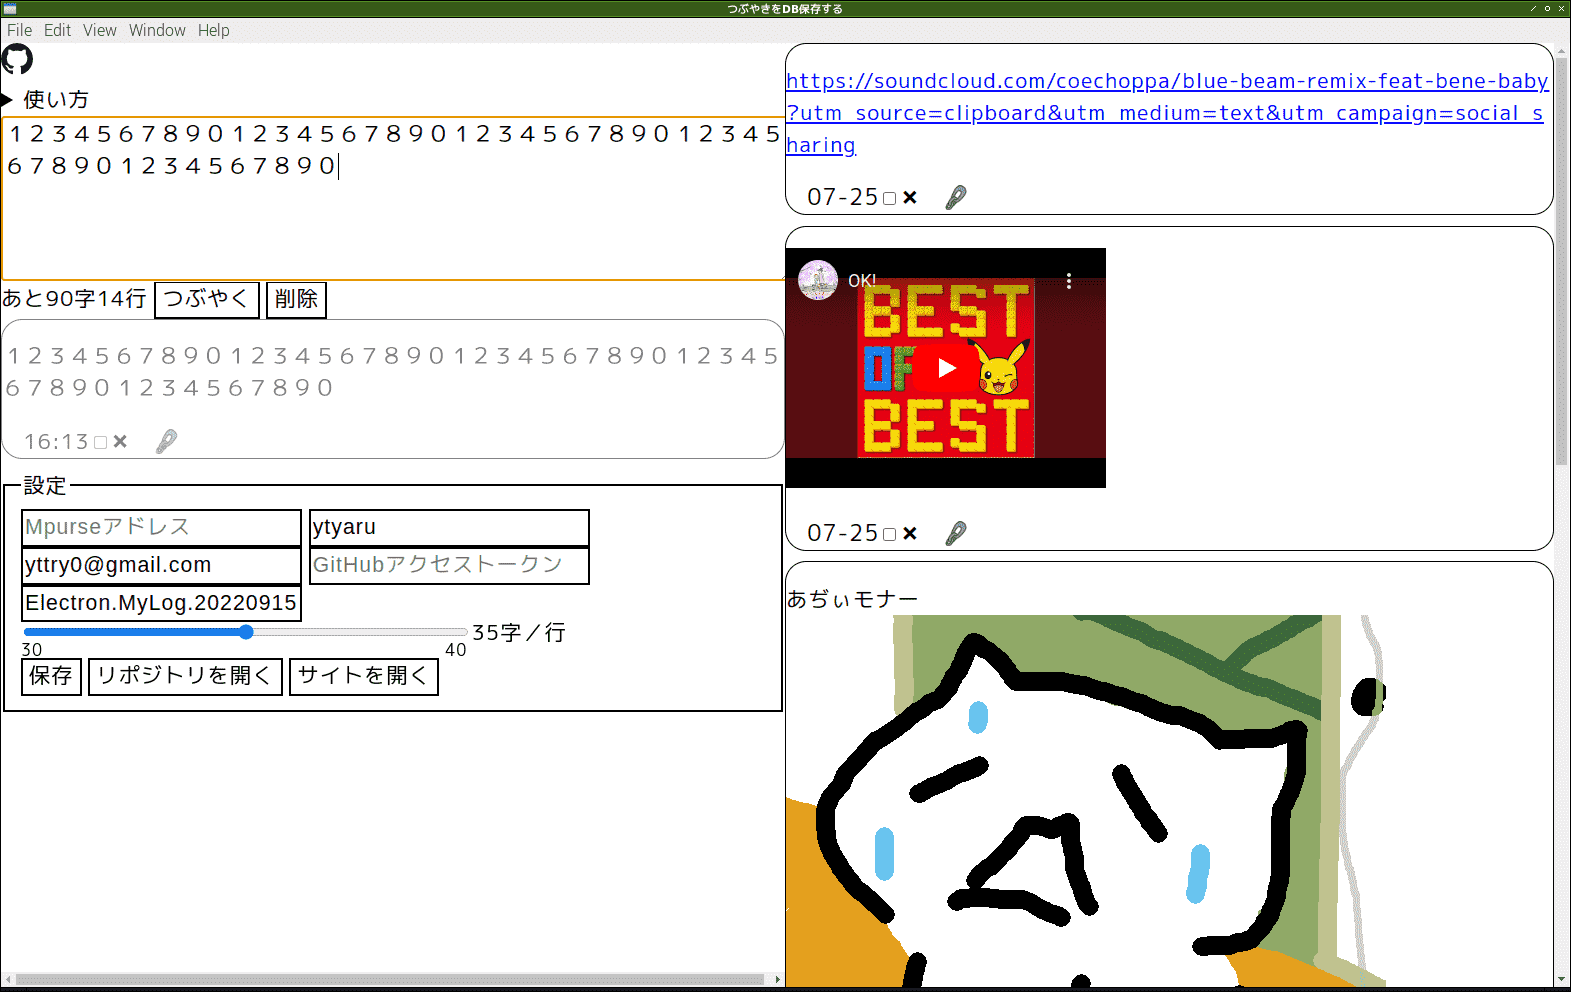 つぶやきをDB保存する
File Edit View Window Help
使い方
1 2 3 4 5 6 7 8 9 0 1 2 3 4 5 6 7 8 9 0 1 2 3 4 5 6 7 8 9 0 1 2 3 4 5
6 7 8 9 0 1 2 3 4 5 6 7 8 9 0
あと90字14行 つぶやく 削除
1 2 3 4 5 6 7 8 9 0 1 2 3 4 5 6 7 8 9 0 1 2 3 4 5 6 7 8 9 0 1 2 3 4 5
6 7 8 9 0 1 2 3 4 5 6 7 8 9 0
16:13
設定
Mpurseアドレス ytyaru
yttry0@gmail.com GitHubアクセストークン
Electron.MyLog.20220915
35字／行
30 40
保存 リポジトリを開く サイトを開く
https://soundcloud.com/coechoppa/blue-beam-remix-feat-bene-baby
?utm_source=clipboard&utm_medium=text&utm_campaign=social_s
haring
07-25
OK!
BEST
OF
BEST
07-25
あぢぃモナー